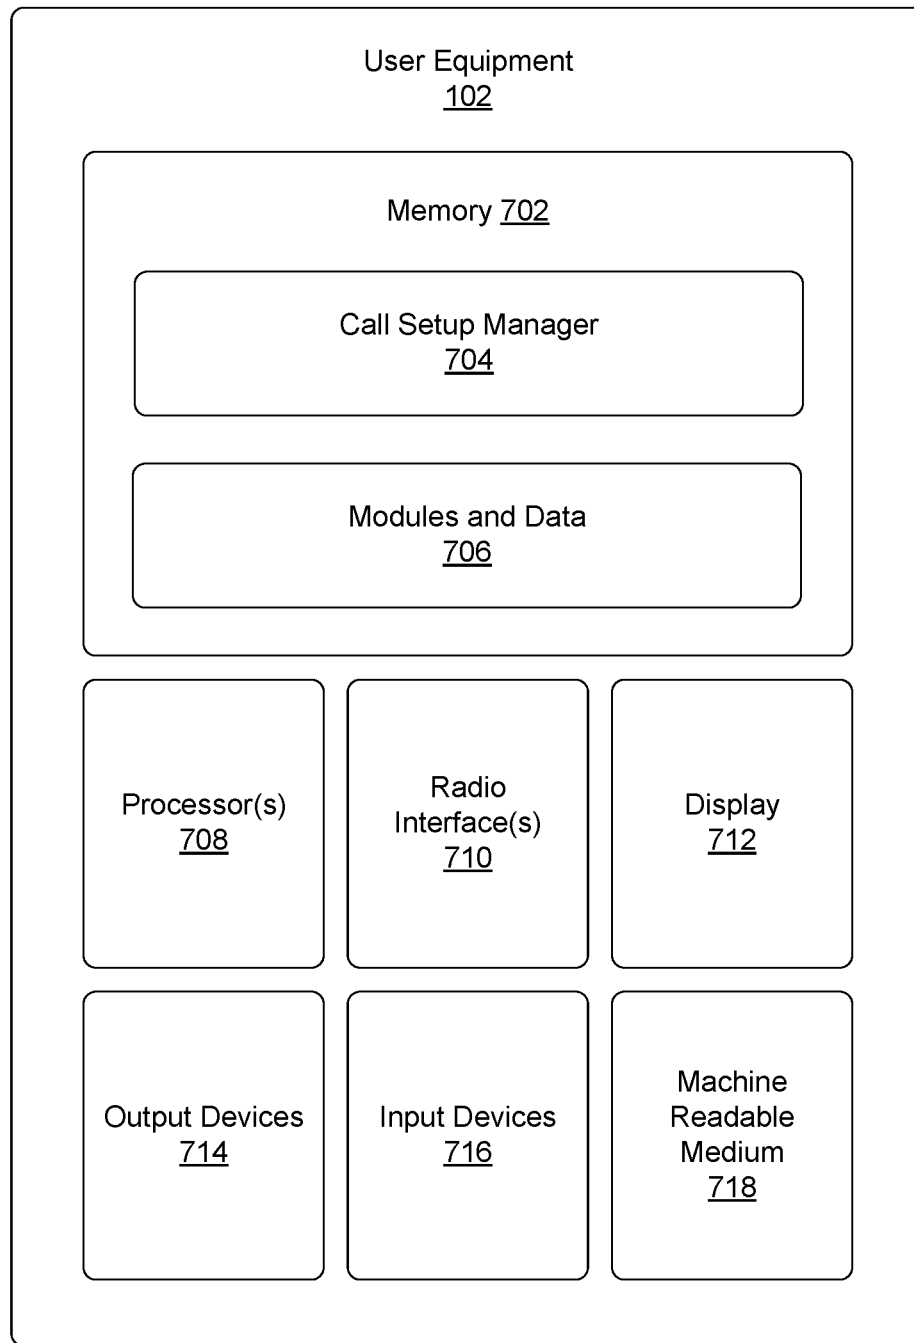 User Equipment
102
Memory 702
Call Setup Manager
704
Modules and Data
706
Processor(s)
708
Radio
Interface(s)
710
Display
712
Output Devices
714
Input Devices
716
Machine
Readable
Medium
718